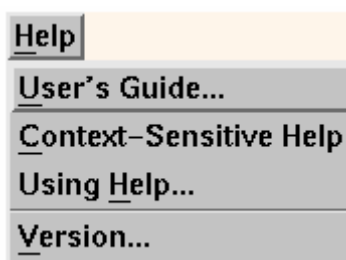 Help
User's Guide...
Context-Sensitive Help
Using Help...
Version...